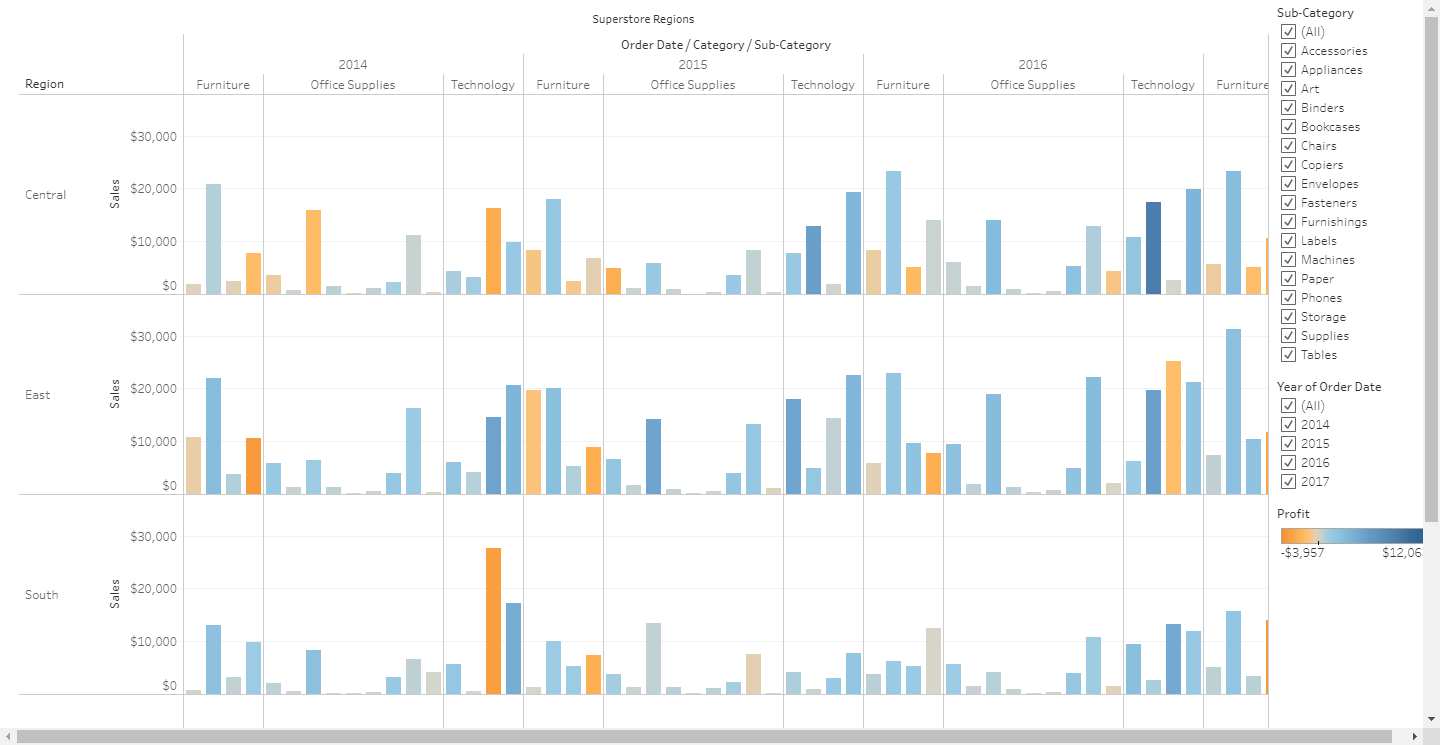 Superstore Regions
Order Date / Category / Sub-Category
2014 2015 2016
Region Furniture Office Supplies Technology Furniture Office Supplies Technology Furniture Office Supplies Technology Furniture
Central
Sales
$30,000
$20,000
$10,000
$0
East
Sales
$30,000
$20,000
$10,000
$0
South
Sales
$30,000
$20,000
$10,000
$0
Sub-Category
(All)
Accessories
Appliances
Art
Binders
Bookcases
Chairs
Copiers
Envelopes
Fasteners
Furnishings
Labels
Machines
Paper
Phones
Storage
Supplies
Tables
Year of Order Date
(All)
2014
2015
2016
2017
Profit
-$3,957 $12,06